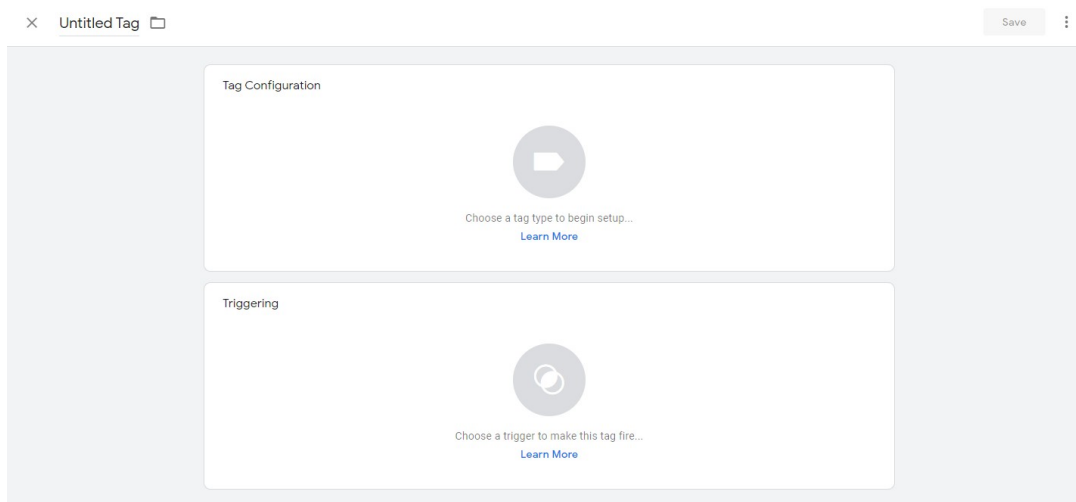 Untitled Tag
Save
Tag Configuration
Choose a tag type to begin setup...
Learn More
Triggering
Choose a trigger to make this tag fire...
Learn More